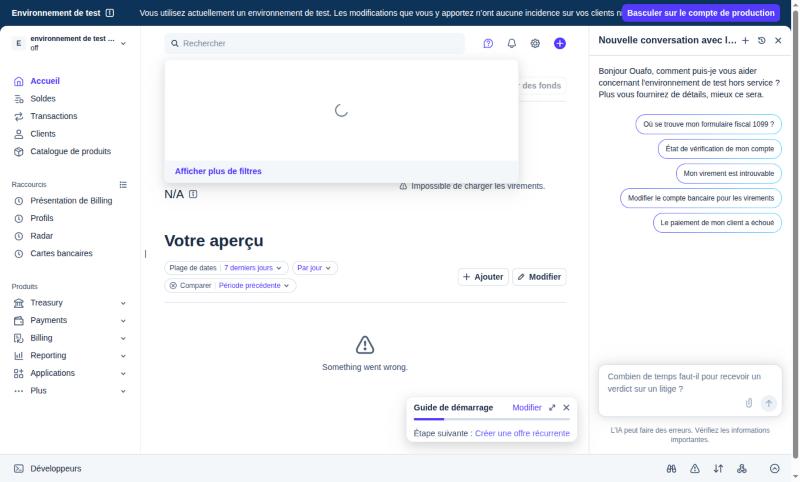 Environnement de test
Vous utilisez actuellement un environnement de test. Les modifications que vous y apportez n’ont aucune incidence sur vos clients
Basculer sur le compte de production
E
environnement de test ...
off
Rechercher
Nouvelle conversation avec l...
Accueil
Soldes
Transactions
Clients
Catalogue de produits
des fonds
Afficher plus de filtres
Bonjour Ouafo, comment puis-je vous aider
concernant l'environnement de test hors service ?
Plus vous fournirez de détails, mieux ce sera.
Où se trouve mon formulaire fiscal 1099 ?
État de vérification de mon compte
Mon virement est introuvable
Modifier le compte bancaire pour les virements
Le paiement de mon client a échoué
Raccourcis
Présentation de Billing
Profils
Radar
Cartes bancaires
N/A
Impossible de charger les virements.
Votre aperçu
Plage de dates
7 derniers jours
Par jour
Comparer
Période précédente
Ajouter
Modifier
Produits
Treasury
Payments
Billing
Reporting
Applications
Plus
Something went wrong.
Guide de démarrage
Modifier
Étape suivante : Créer une offre récurrente
Combien de temps faut-il pour recevoir un
verdict sur un litige ?
L'IA peut faire des erreurs. Vérifiez les informations
importantes.
Développeurs